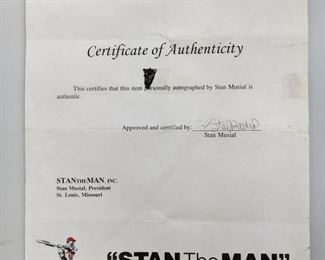 Certificate of Authenticity
This certifies that this item personally autographed by Stan Musial is
authentic.
Approved and certified by:
Stan Musial
STANTHEMAN, INC.
Stan Musial, President
St. Louis, Missouri
"STAN The MAN"